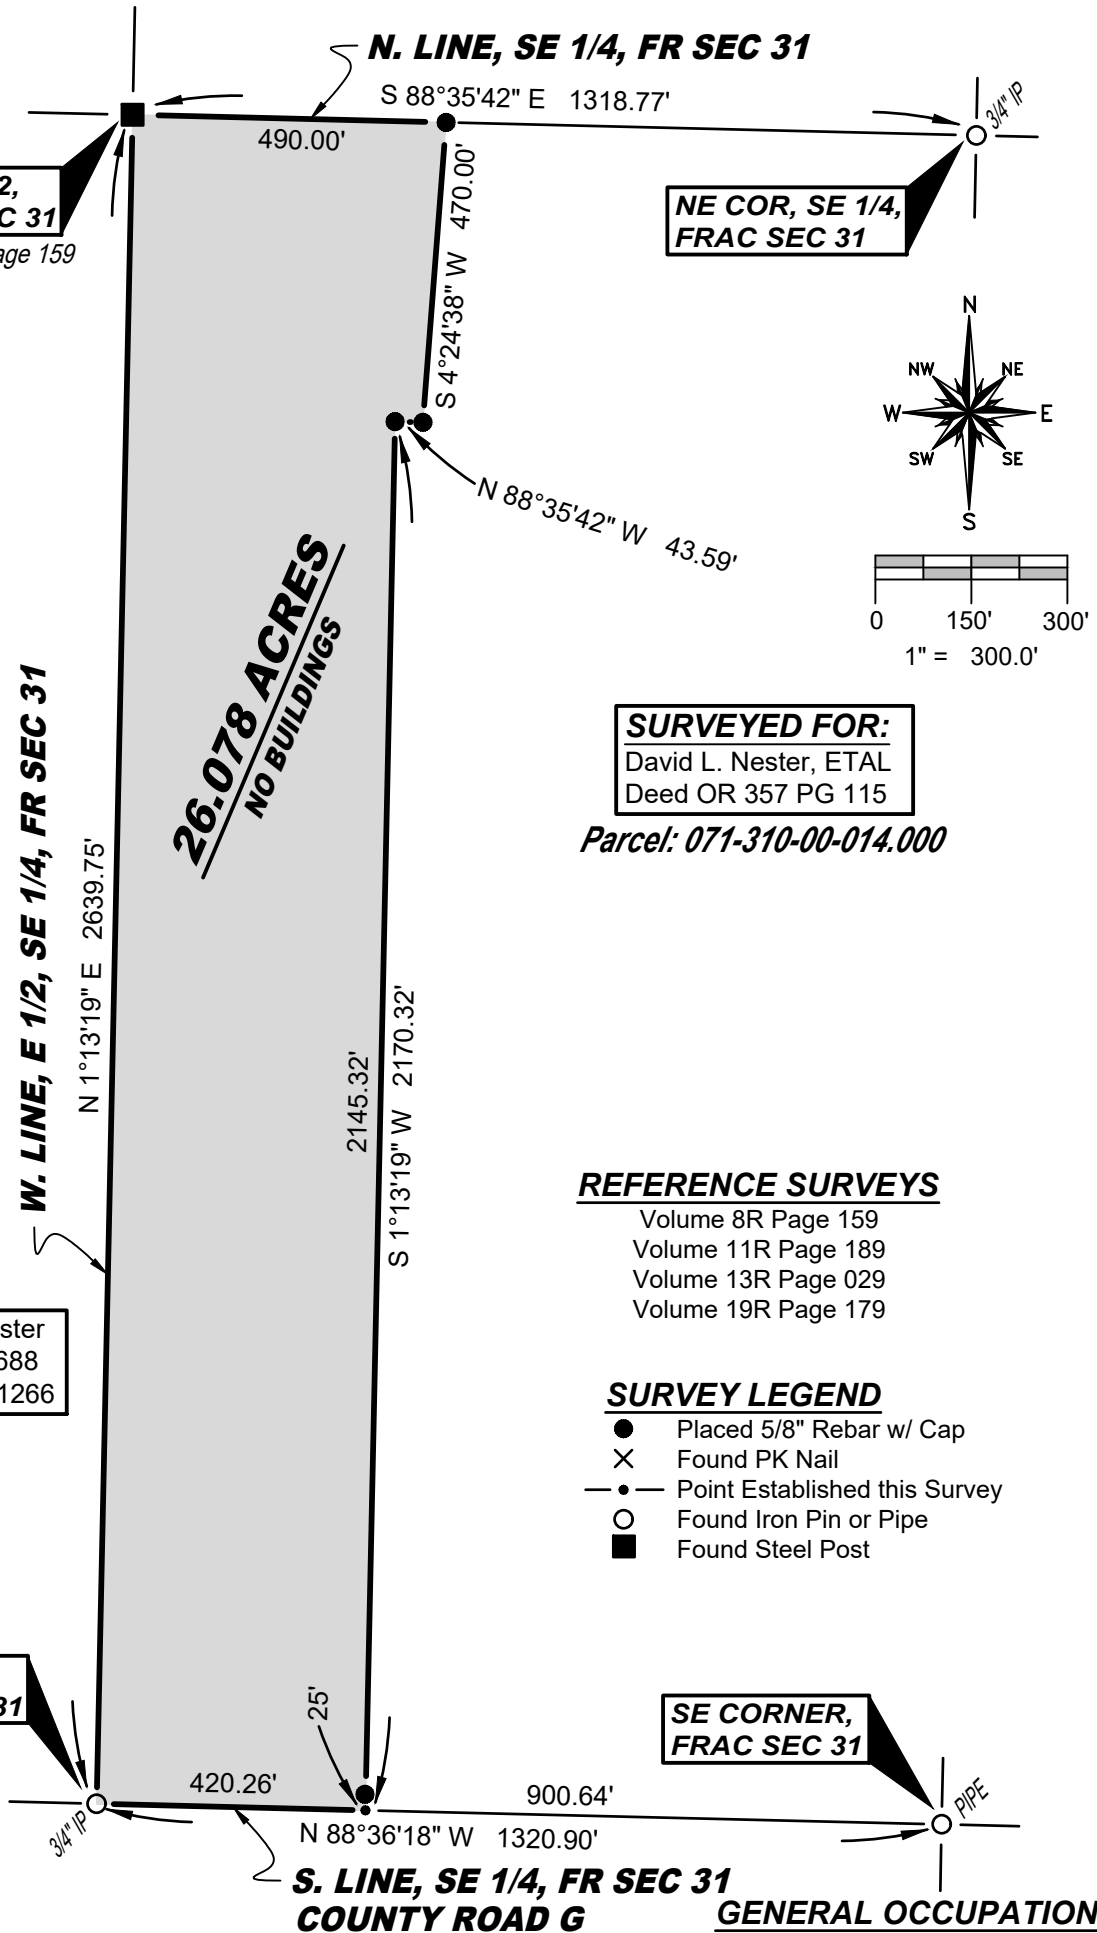 N. LINE, SE 1/4, FR SEC 31
S 88°35'42" E 1318.77'
490.00'
3/4" IP
2,
C 31
age 159
S 4°24'38" W 470.00'
NE COR, SE 1/4,
FRAC SEC 31
N
NW NE
W E
SW SE
S
N 88°35'42" W 43.59'
0 150' 300'
1" = 300.0'
26.078 ACRES
NO BUILDINGS
SURVEYED FOR:
David L. Nester, ETAL
Deed OR 357 PG 115
Parcel: 071-310-00-014.000
W. LINE, E 1/2, SE 1/4, FR SEC 31
N 1°13'19" E 2639.75'
2145.32'
S 1°13'19" W 2170.32'
REFERENCE SURVEYS
Volume 8R Page 159
Volume 11R Page 189
Volume 13R Page 029
Volume 19R Page 179
ster
688
1266
SURVEY LEGEND
Placed 5/8" Rebar w/ Cap
Found PK Nail
Point Established this Survey
Found Iron Pin or Pipe
Found Steel Post
31
25'
SE CORNER,
FRAC SEC 31
420.26'
900.64'
PIPE
3/4" IP
N 88°36'18" W 1320.90'
S. LINE, SE 1/4, FR SEC 31
COUNTY ROAD G
GENERAL OCCUPATION